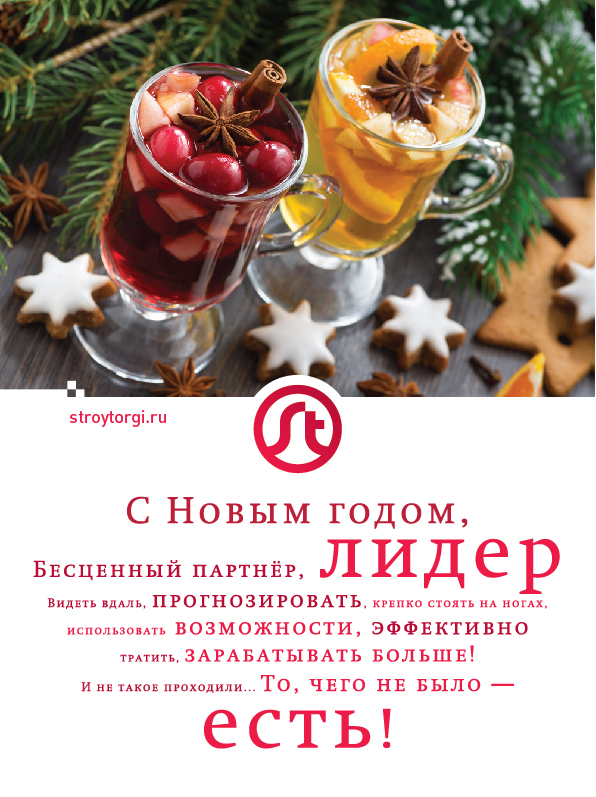 stroytorgi.ru
st
С Новым годом,
Бесценный партнёр, лидер
Видеть вдаль, прогнозировать, крепко стоять на ногах,
использовать возможности, эффективно
тратить, зарабатывать больше!
И не такое проходили... То, чего не было —
есть!